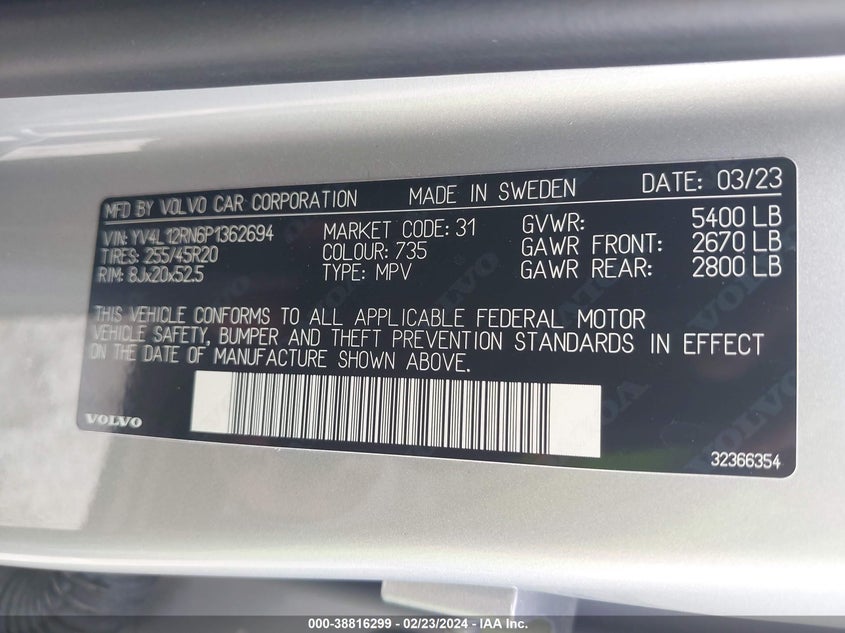 MFD BY VOLVO CAR CORPORATION MADE IN SWEDEN DATE: 03/23
VIN: YV4L12RN6P1362694 MARKET CODE: 31 GVWR: 5400 LB
TIRES: 255/45R20 COLOUR: 735 GAWR FRONT: 2670 LB
RIM: 8Jx20x52.5 TYPE: MPV GAWR REAR: 2800 LB
THIS VEHICLE CONFORMS TO ALL APPLICABLE FEDERAL MOTOR
VEHICLE SAFETY, BUMPER AND THEFT PREVENTION STANDARDS IN EFFECT
ON THE DATE OF MANUFACTURE SHOWN ABOVE.
VOLVO
32366354
000-38816299 - 02/23/2024 - IAA Inc.